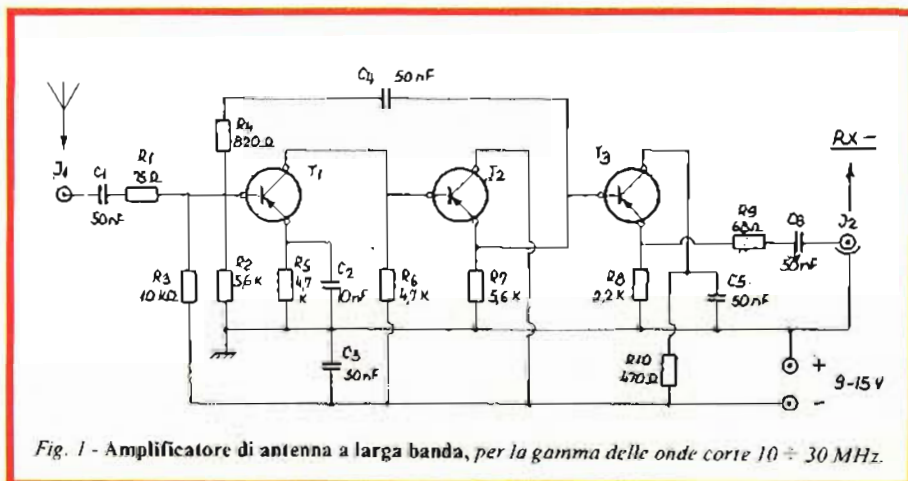 C4 50nF
R4
820Ω
J1
C1
50nF
R1
75Ω
T1
T2
T3
RX-
R9
68Ω
C6
50nF
J2
R3
10KΩ
R2
5,6K
R5
4,7
K
C2
10nF
R6
4,7K
R7
5,6K
R8
2,2K
C5
50nF
C3
50nF
R10
470Ω
+
9-15V
-
Fig. 1 - Amplificatore di antenna a larga banda, per la gamma delle onde corte 10 ÷ 30 MHz.